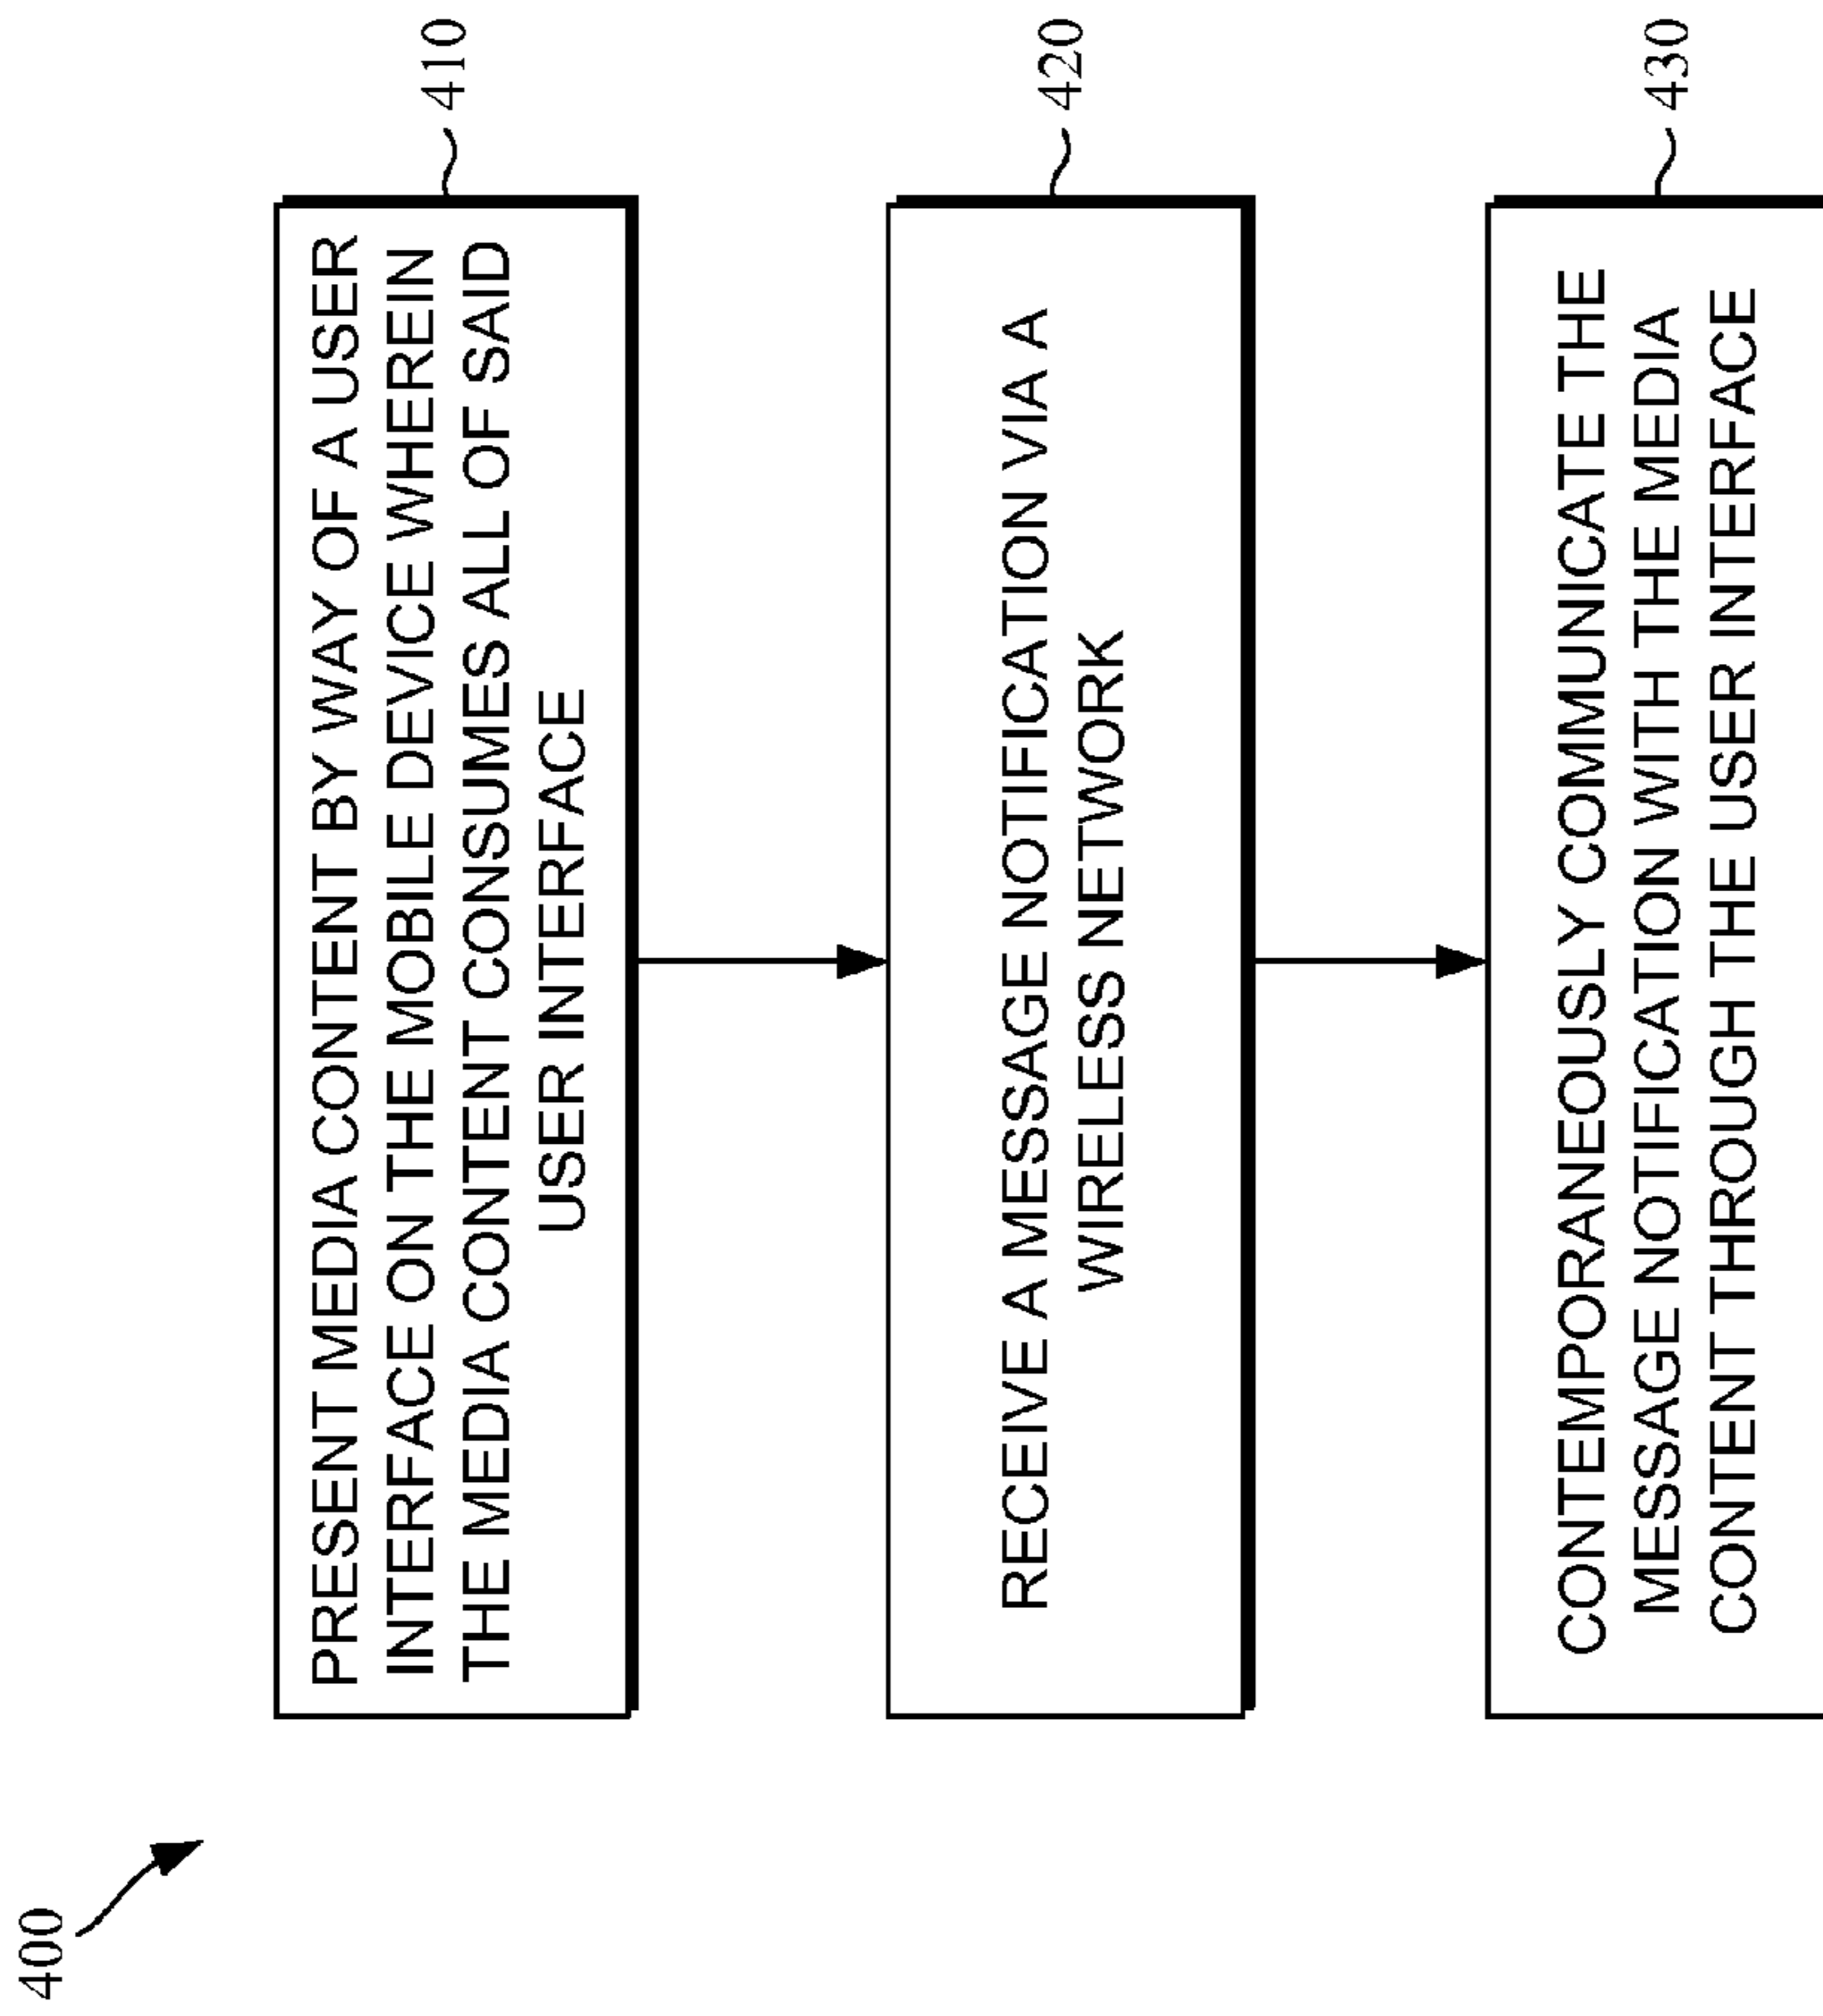 400
PRESENT MEDIA CONTENT BY WAY OF A USER
INTERFACE ON THE MOBILE DEVICE WHEREIN
THE MEDIA CONTENT CONSUMES ALL OF SAID
USER INTERFACE
410
RECEIVE A MESSAGE NOTIFICATION VIA A
WIRELESS NETWORK
420
CONTEMPORANEOUSLY COMMUNICATE THE
MESSAGE NOTIFICATION WITH THE MEDIA
CONTENT THROUGH THE USER INTERFACE
430